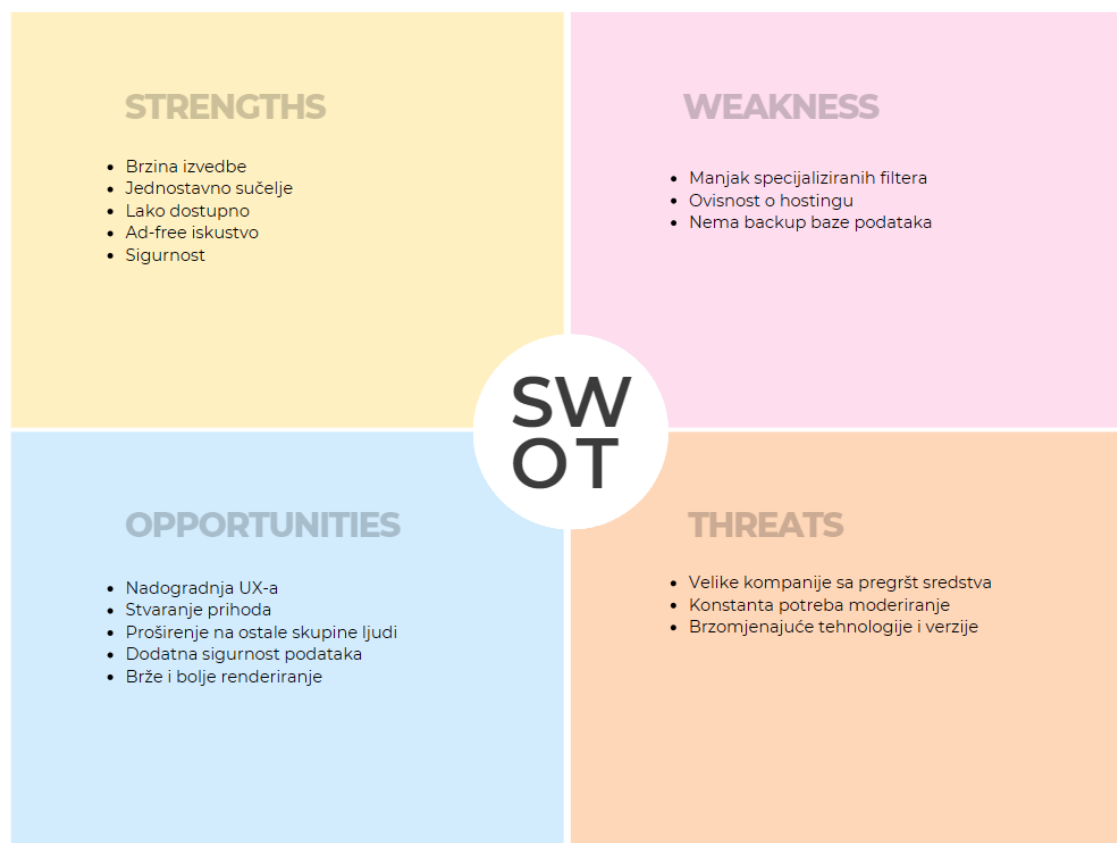 STRENGTHS
• Brzina izvedbe
• Jednostavno sučelje
• Lako dostupno
• Ad-free iskustvo
• Sigurnost
WEAKNESS
• Manjak specijaliziranih filtera
• Ovisnost o hostingu
• Nema backup baze podataka
SW
OT
OPPORTUNITIES
• Nadogradnja UX-a
• Stvaranje prihoda
• Proširenje na ostale skupine ljudi
• Dodatna sigurnost podataka
• Brže i bolje renderiranje
THREATS
• Velike kompanije sa pregršt sredstva
• Konstanta potreba moderiranje
• Brzomjenajuće tehnologije i verzije